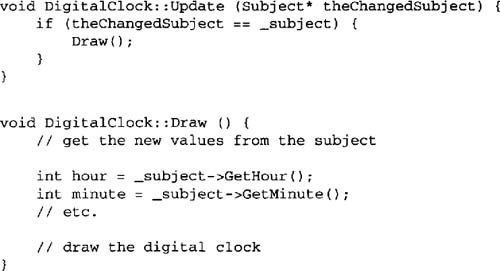 void DigitalClock::Update (Subject* theChangedSubject) {
    if (theChangedSubject == _subject) {
        Draw();
    }
}
void DigitalClock::Draw () {
    // get the new values from the subject
    int hour = _subject->GetHour();
    int minute = _subject->GetMinute();
    // etc.
    // draw the digital clock
}